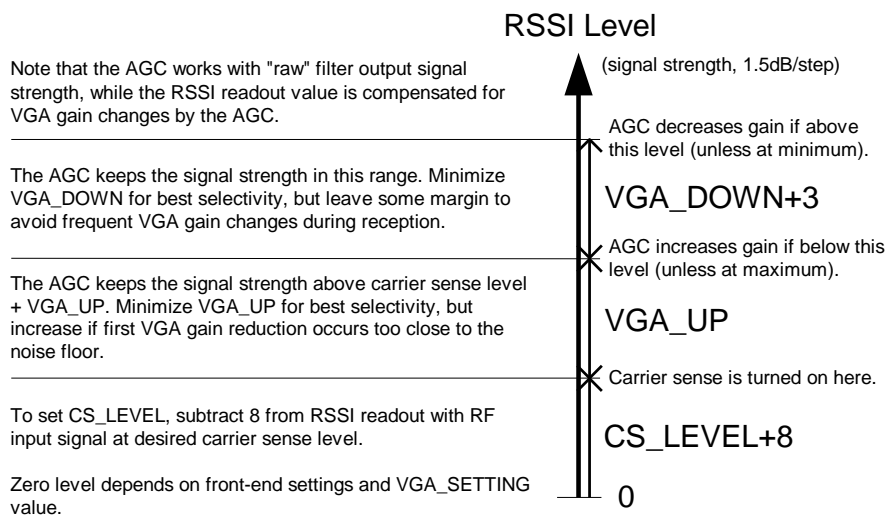 RSSI Level
(signal strength, 1.5dB/step)
Note that the AGC works with "raw" filter output signal
strength, while the RSSI readout value is compensated for
VGA gain changes by the AGC.
AGC decreases gain if above
this level (unless at minimum).
The AGC keeps the signal strength in this range. Minimize
VGA_DOWN for best selectivity, but leave some margin to
avoid frequent VGA gain changes during reception.
VGA_DOWN+3
AGC increases gain if below this
level (unless at maximum).
The AGC keeps the signal strength above carrier sense level
+ VGA_UP. Minimize VGA_UP for best selectivity, but
increase if first VGA gain reduction occurs too close to the
noise floor.
VGA_UP
Carrier sense is turned on here.
To set CS_LEVEL, subtract 8 from RSSI readout with RF
input signal at desired carrier sense level.
CS_LEVEL+8
Zero level depends on front-end settings and VGA_SETTING
value.
0